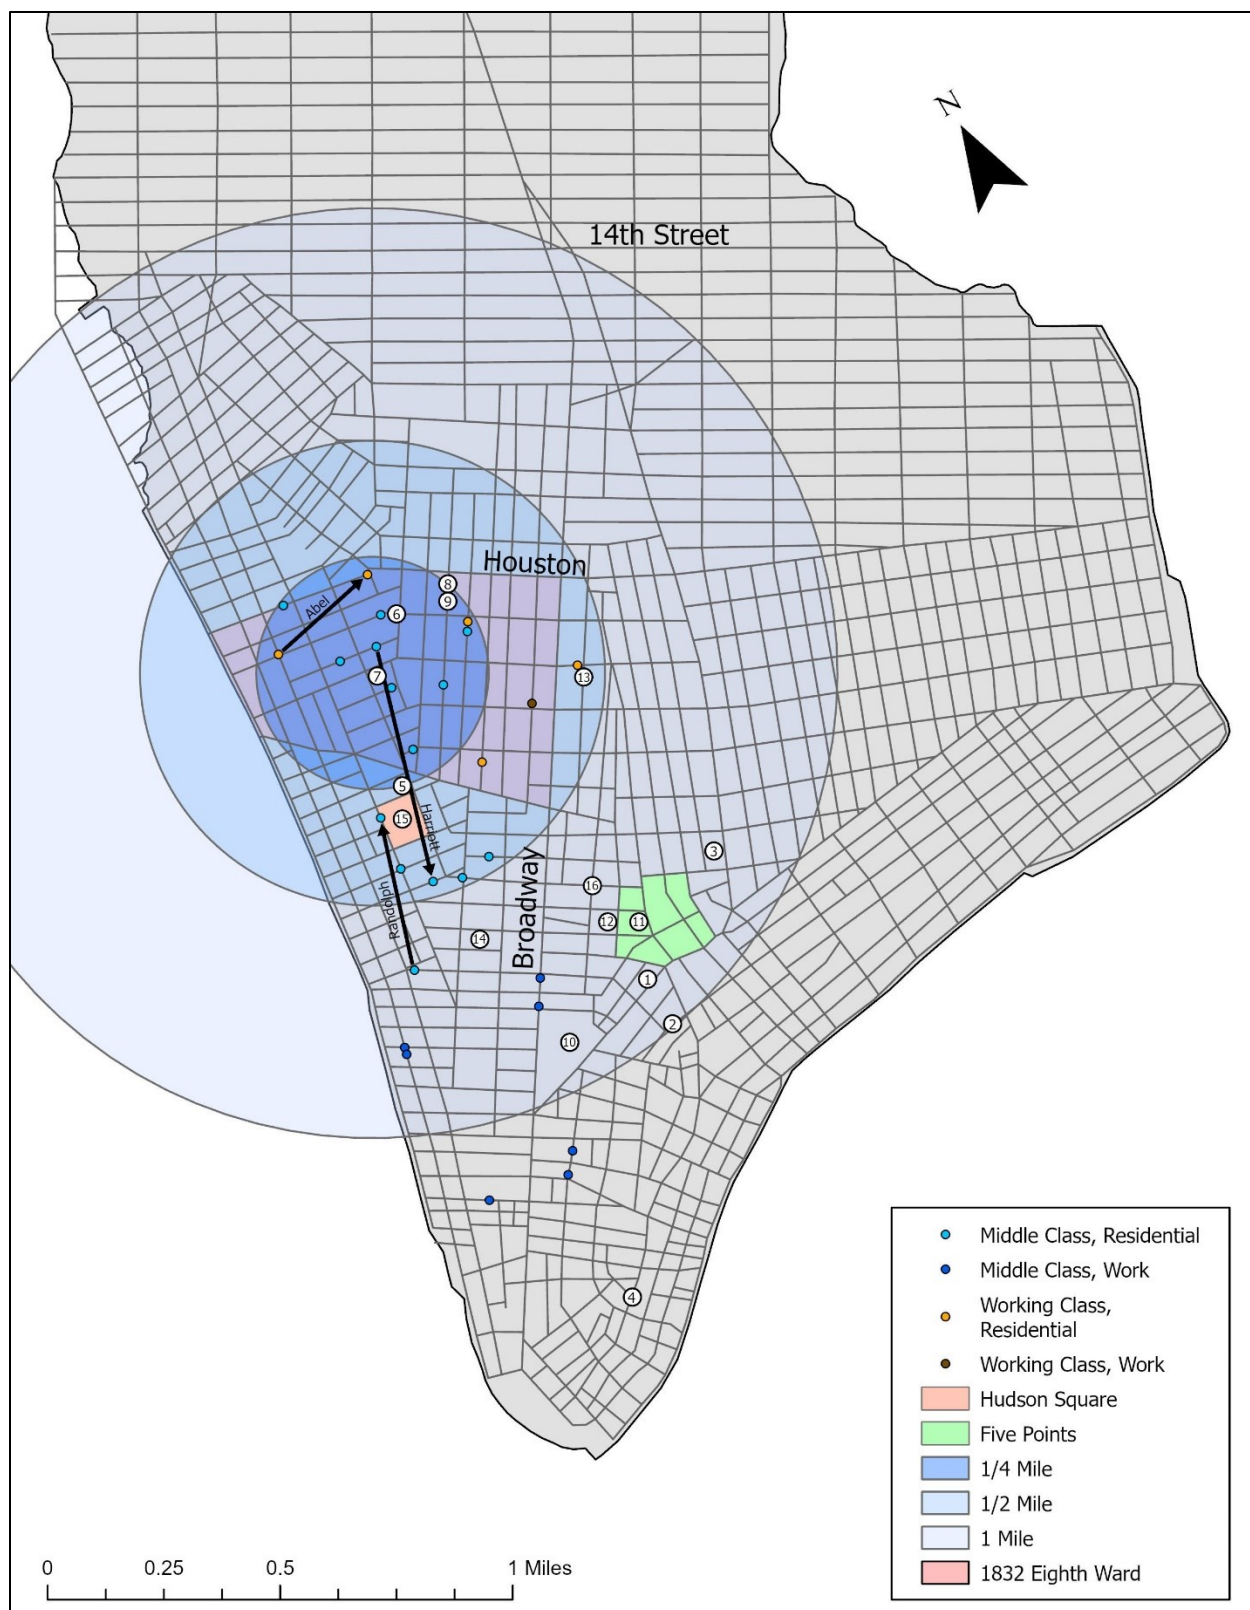 N
14th Street
Houston
Abel
8
9
6
7
13
5
15
Harriott
Randolph
3
Broadway
16
12
11
14
1
2
10
4
Middle Class, Residential
Middle Class, Work
Working Class,
Residential
Working Class, Work
Hudson Square
Five Points
1/4 Mile
1/2 Mile
1 Mile
1832 Eighth Ward
0 0.25 0.5 1 Miles